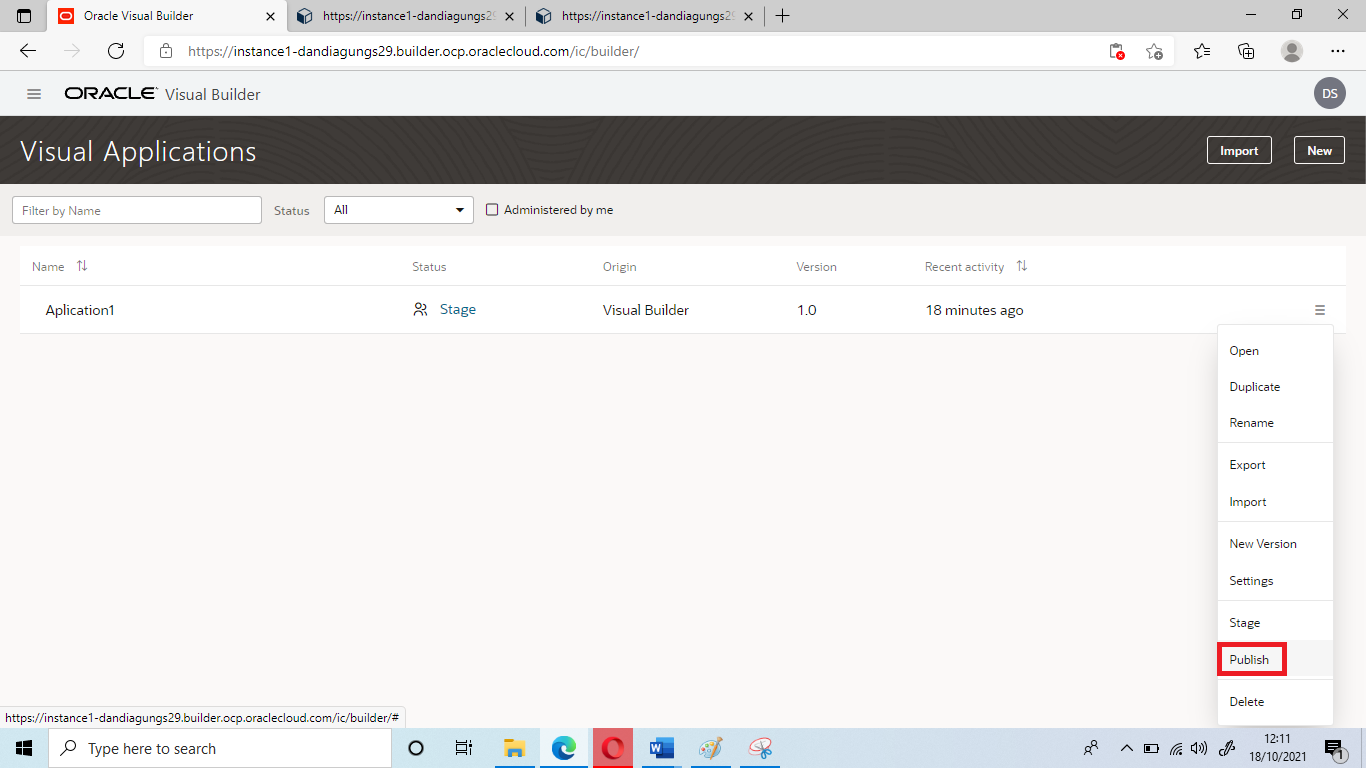 Oracle Visual Builder
https://instance1-dandiagungs29
https://instance1-dandiagungs29
https://instance1-dandiagungs29.builder.ocp.oraclecloud.com/ic/builder/
ORACLE Visual Builder
DS
Visual Applications
Import
New
Filter by Name
Status
All
Administered by me
Name
Status
Origin
Version
Recent activity
Aplication1
Stage
Visual Builder
1.0
18 minutes ago
Open
Duplicate
Rename
Export
Import
New Version
Settings
Stage
Publish
Delete
https://instance1-dandiagungs29.builder.ocp.oraclecloud.com/ic/builder/#
Type here to search
12:11
18/10/2021
1